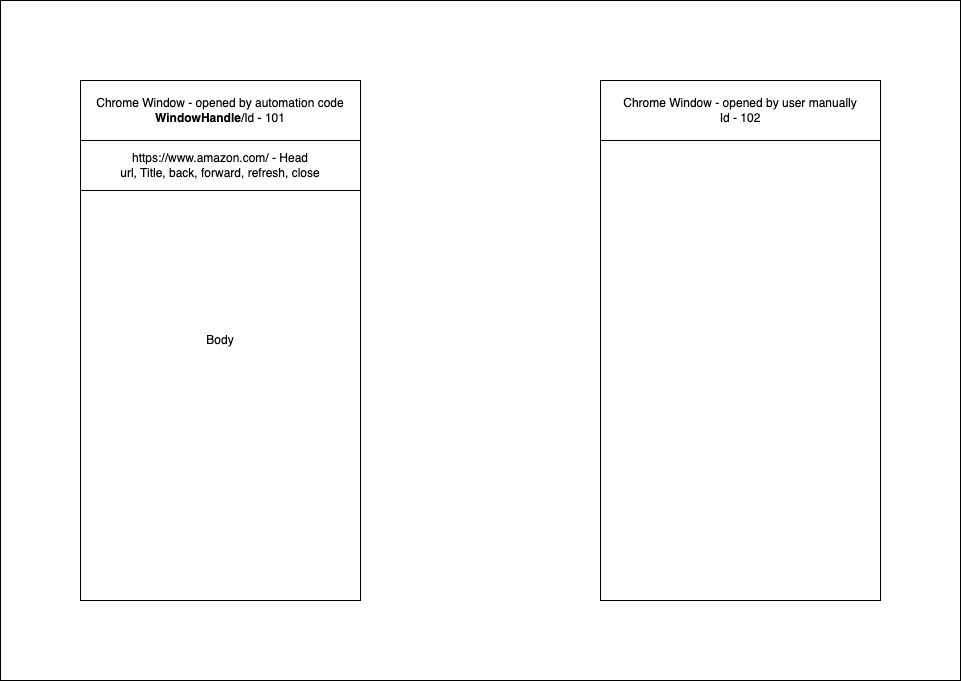 Chrome Window - opened by automation code
WindowHandle/Id - 101
https://www.amazon.com/ - Head
url, Title, back, forward, refresh, close
Body
Chrome Window - opened by user manually
Id - 102